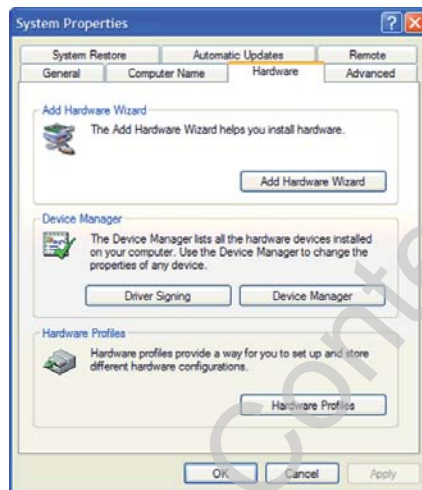 System Properties
System Restore Automatic Updates Remote
General Computer Name Hardware Advanced
Add Hardware Wizard
The Add Hardware Wizard helps you install hardware.
Add Hardware Wizard
Device Manager
The Device Manager lists all the hardware devices installed
on your computer. Use the Device Manager to change the
properties of any device.
Driver Signing Device Manager
Hardware Profiles
Hardware profiles provide a way for you to set up and store
different hardware configurations.
Hardware Profiles
OK Cancel Apply